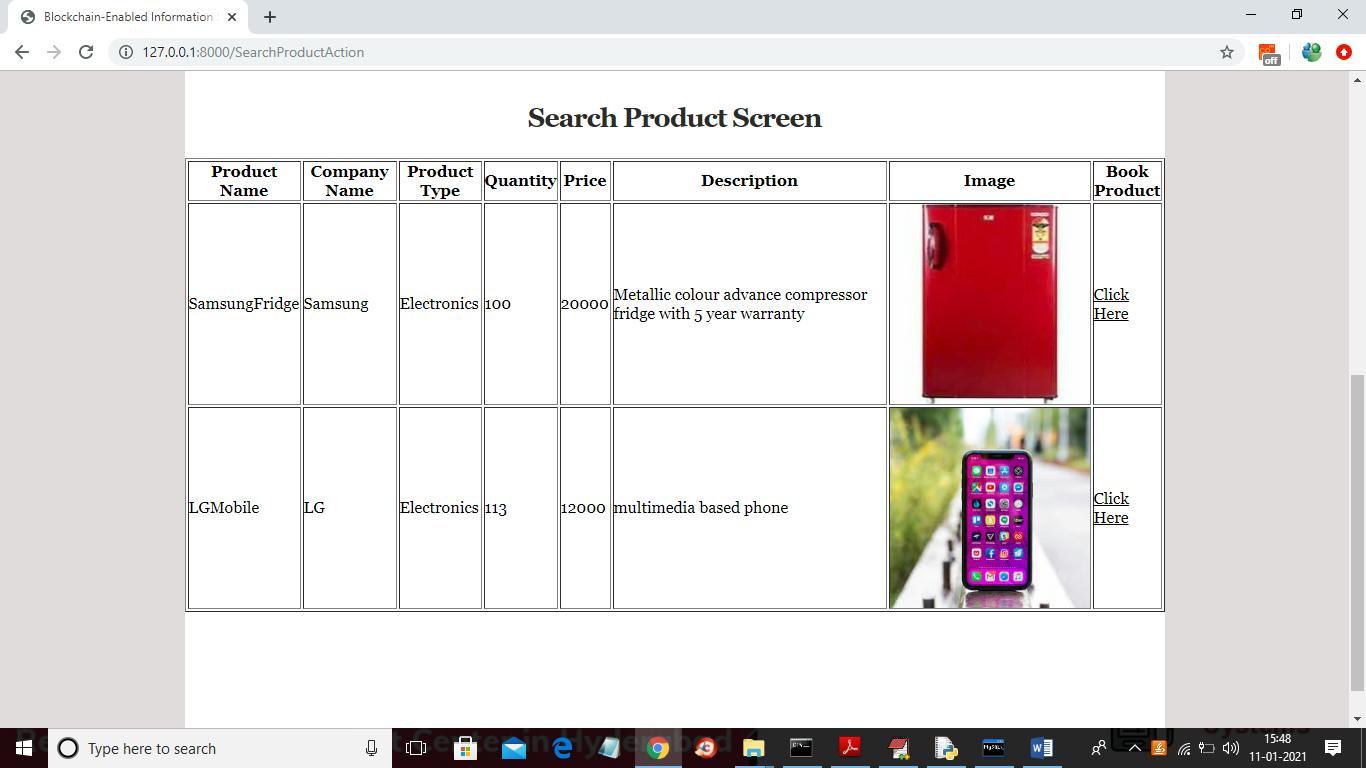 Blockchain-Enabled Information
127.0.0.1:8000/SearchProductAction
off
Search Product Screen
Product Name Company Name Product Type Quantity Price Description Image Book Product
SamsungFridge Samsung Electronics 100 20000 Metallic colour advance compressor fridge with 5 year warranty Click Here
LGMobile LG Electronics 113 12000 multimedia based phone Click Here
Type here to search
15:48
11-01-2021